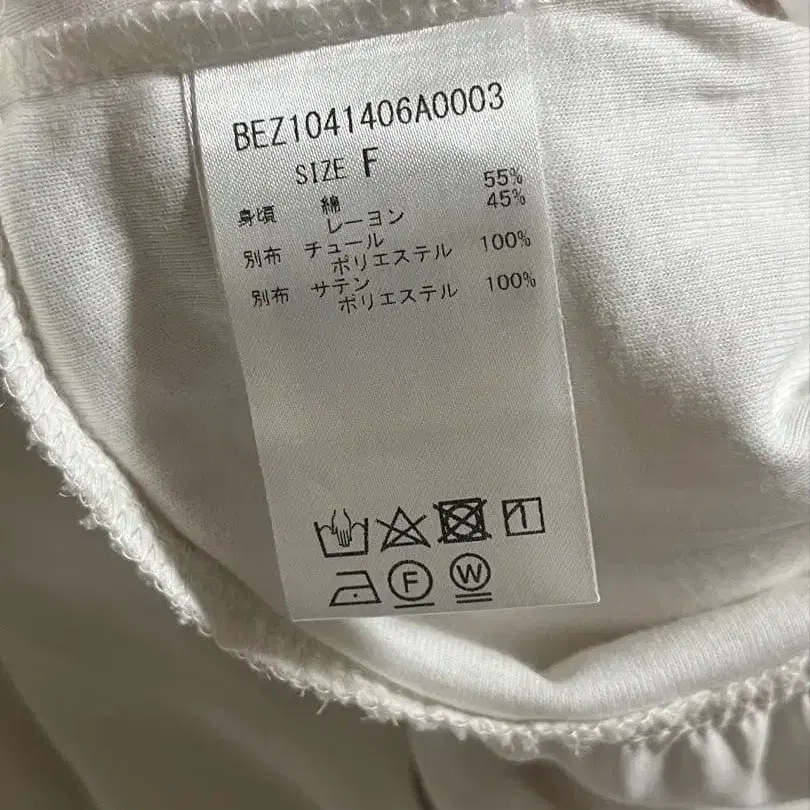 BEZ1041406A0003
SIZE F
身頃 綿 55%
レーヨン 45%
別布 チュール
ポリエステル 100%
別布 サテン
ポリエステル 100%
F W